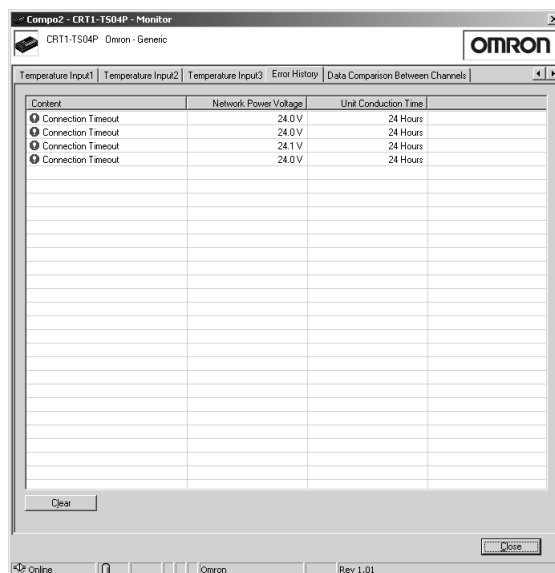 Compo2 - CRT1-TS04P - Monitor
CRT1-TS04P Omron - Generic
OMRON
Temperature Input1 Temperature Input2 Temperature Input3 Error History Data Comparison Between Channels
Content Network Power Voltage Unit Conduction Time
Connection Timeout 24.0 V 24 Hours
Connection Timeout 24.0 V 24 Hours
Connection Timeout 24.1 V 24 Hours
Connection Timeout 24.0 V 24 Hours
Clear
Close
Online Omron Rev 1.01